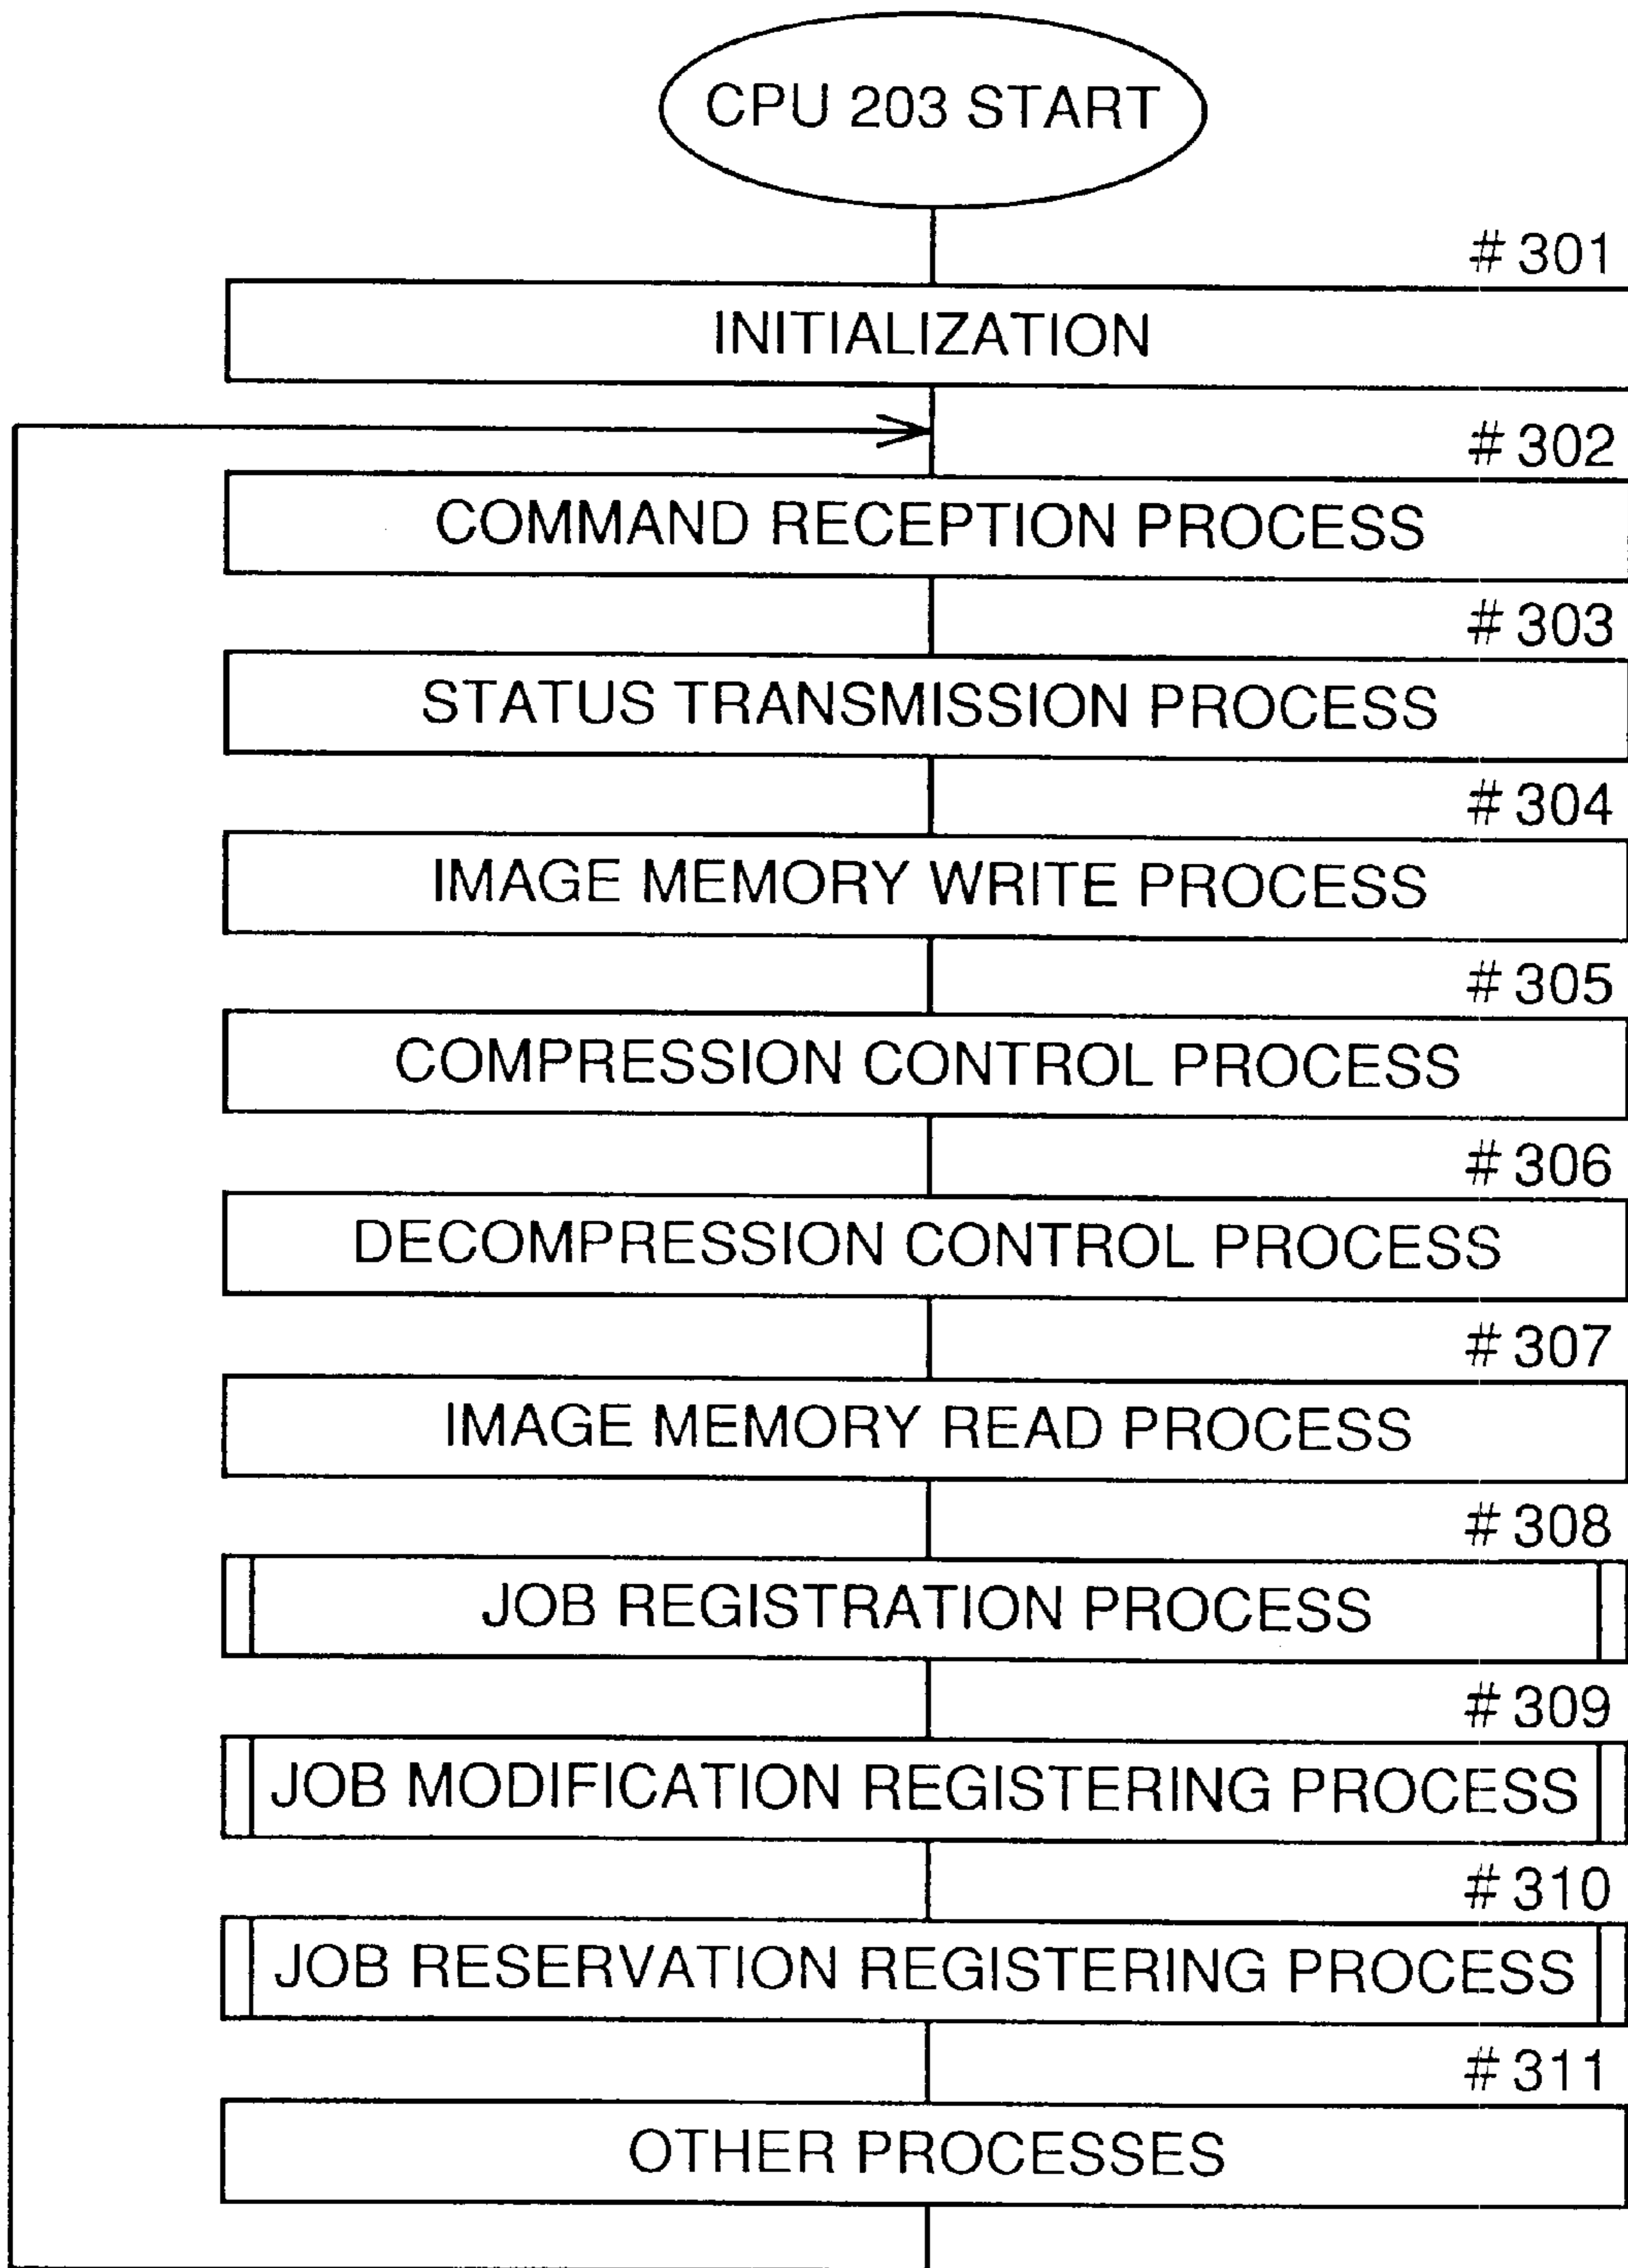 CPU 203 START
# 301
INITIALIZATION
# 302
COMMAND RECEPTION PROCESS
# 303
STATUS TRANSMISSION PROCESS
# 304
IMAGE MEMORY WRITE PROCESS
# 305
COMPRESSION CONTROL PROCESS
# 306
DECOMPRESSION CONTROL PROCESS
# 307
IMAGE MEMORY READ PROCESS
# 308
JOB REGISTRATION PROCESS
# 309
JOB MODIFICATION REGISTERING PROCESS
# 310
JOB RESERVATION REGISTERING PROCESS
# 311
OTHER PROCESSES